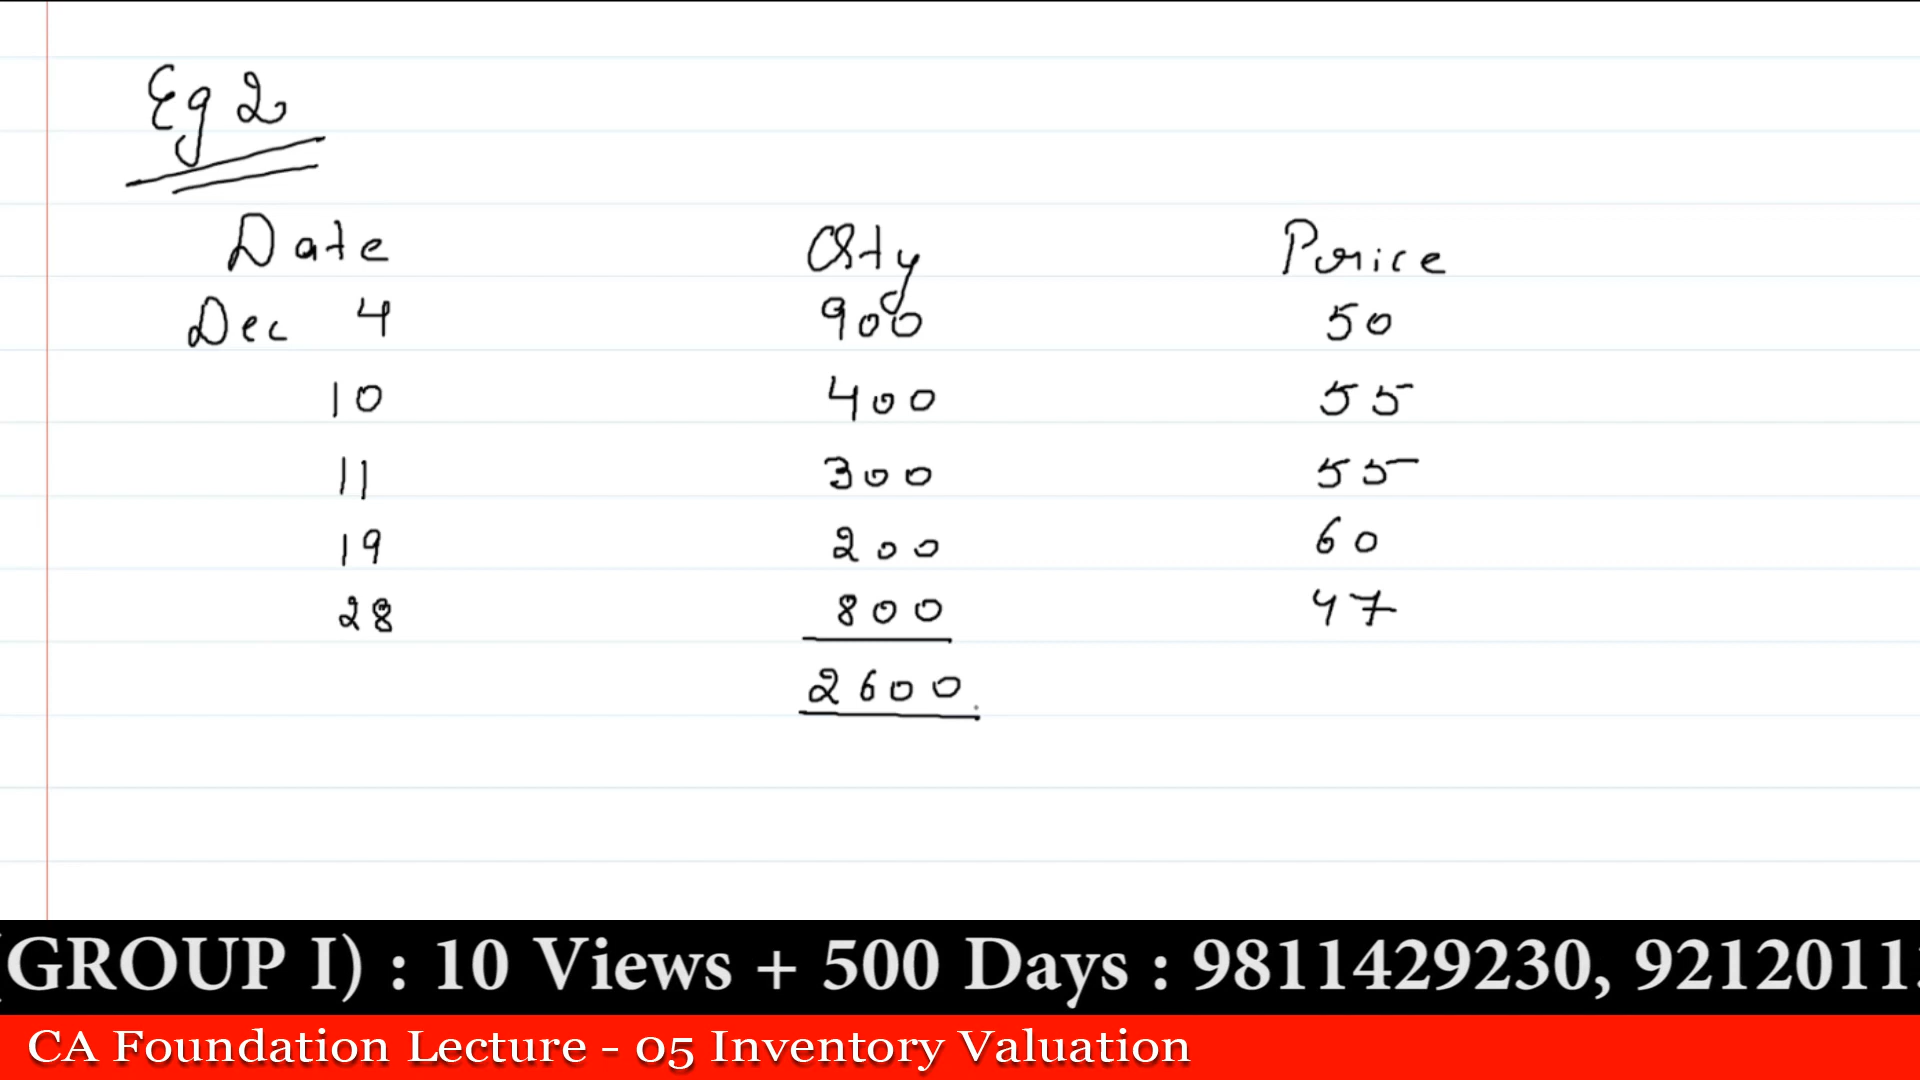 Eg 2
Date Qty Price
Dec 4 900 50
10 400 55
11 300 55
19 200 60
28 800 47
2600
(GROUP I) : 10 Views + 500 Days : 9811429230, 9212011
CA Foundation Lecture - 05 Inventory Valuation